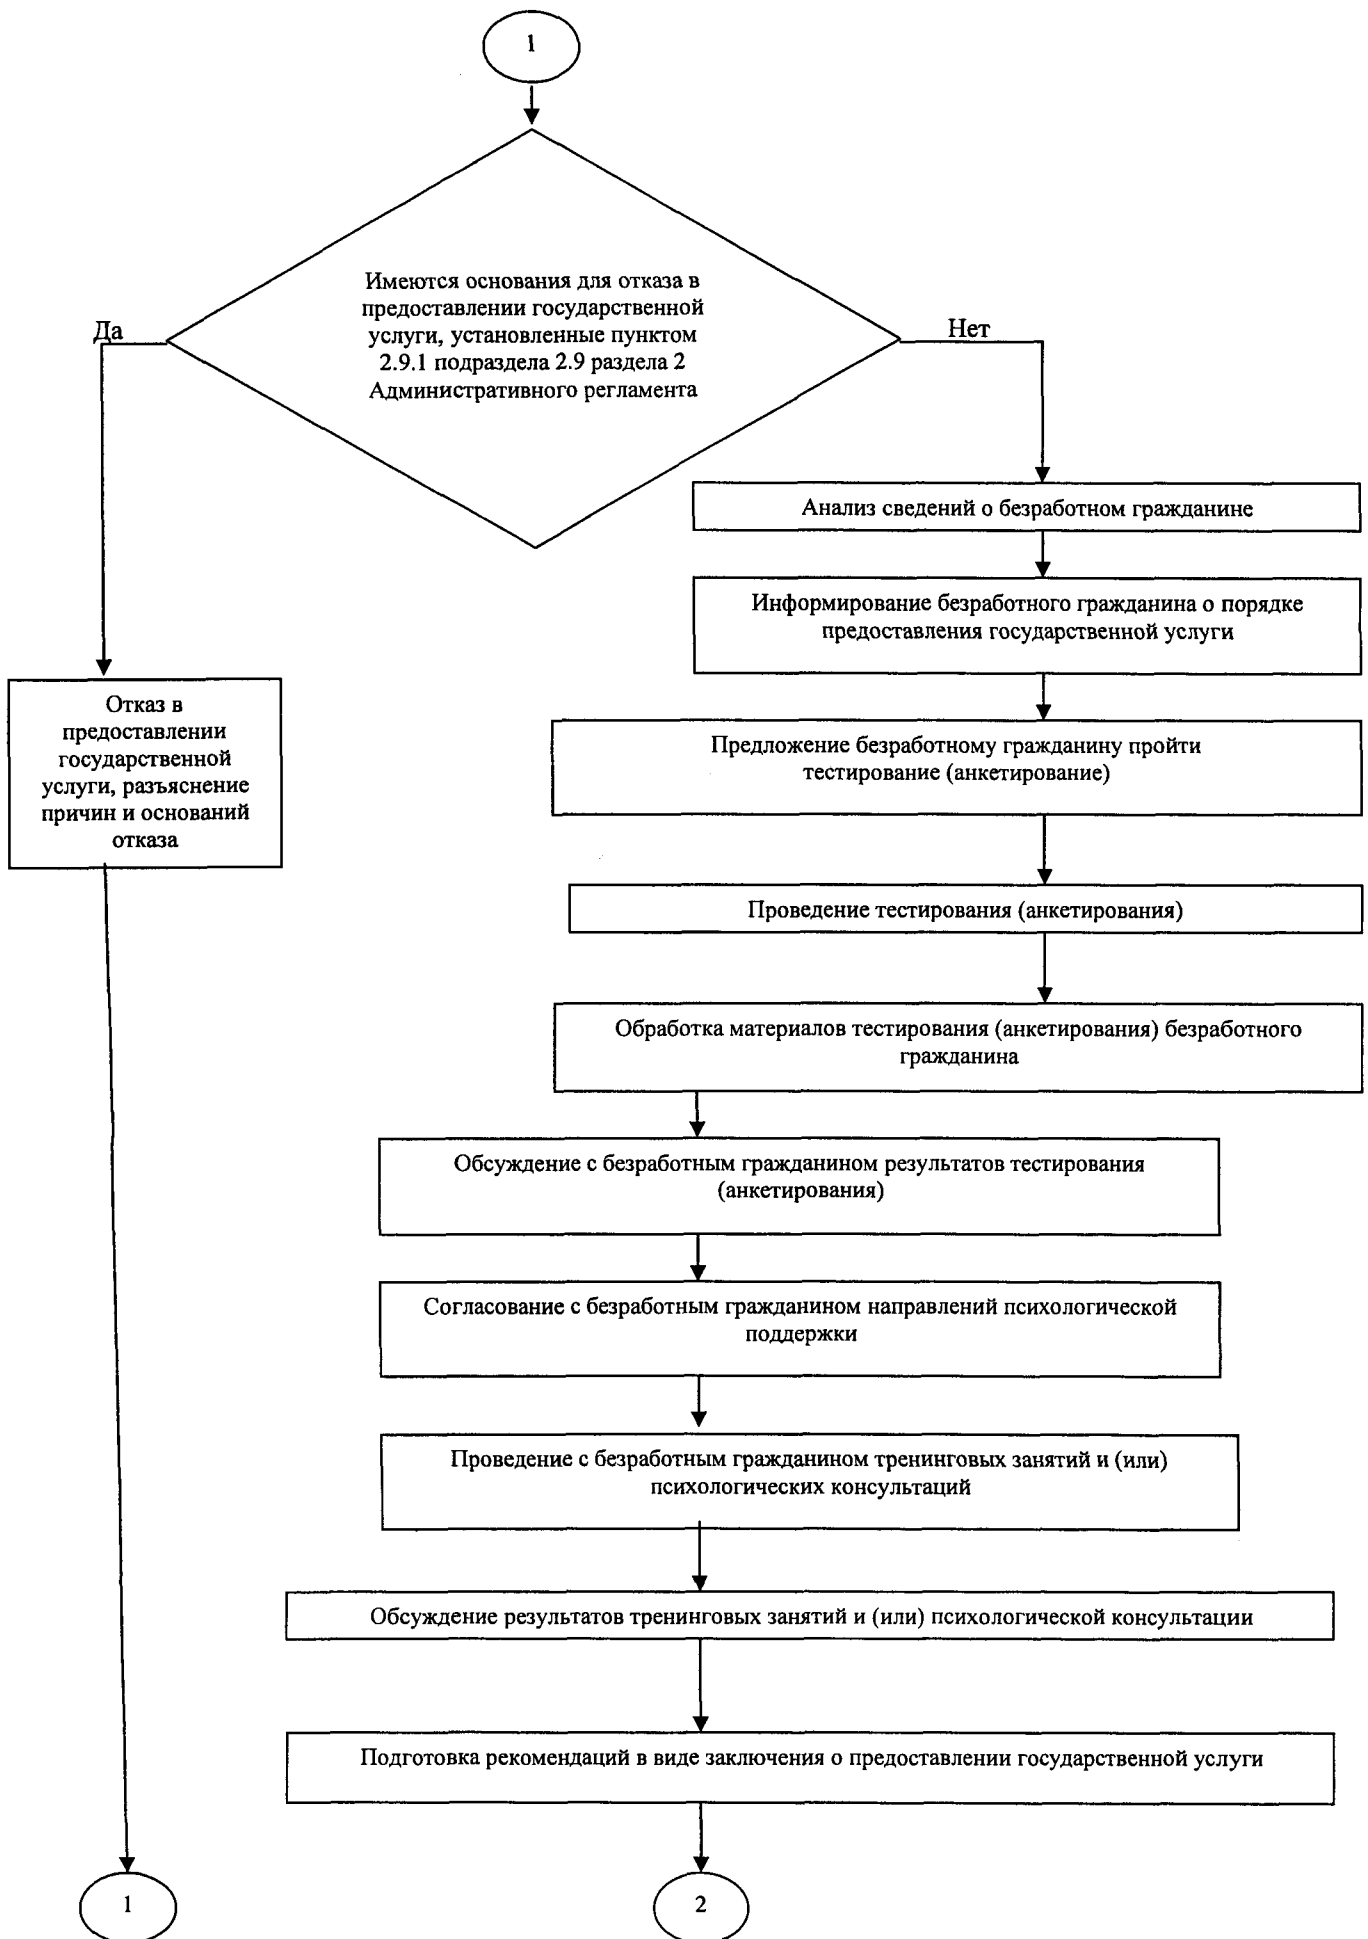 1
Имеются основания для отказа в
предоставлении государственной
услуги, установленные пунктом
2.9.1 подраздела 2.9 раздела 2
Административного регламента
Да
Нет
Анализ сведений о безработном гражданине
Информирование безработного гражданина о порядке
предоставления государственной услуги
Отказ в
предоставлении
государственной
услуги, разъяснение
причин и оснований
отказа
Предложение безработному гражданину пройти
тестирование (анкетирование)
Проведение тестирования (анкетирования)
Обработка материалов тестирования (анкетирования) безработного
гражданина
Обсуждение с безработным гражданином результатов тестирования
(анкетирования)
Согласование с безработным гражданином направлений психологической
поддержки
Проведение с безработным гражданином тренинговых занятий и (или)
психологических консультаций
Обсуждение результатов тренинговых занятий и (или) психологической консультации
Подготовка рекомендаций в виде заключения о предоставлении государственной услуги
1
2